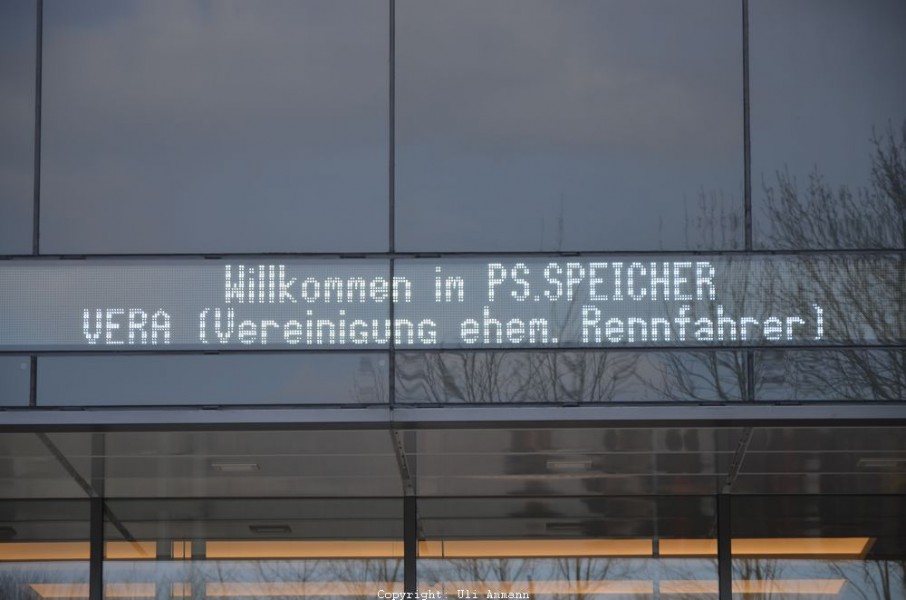 Willkommen im PS.SPEICHER
VERA (Vereinigung ehem. Rennfahrer)
Copyright: Uli Ammann